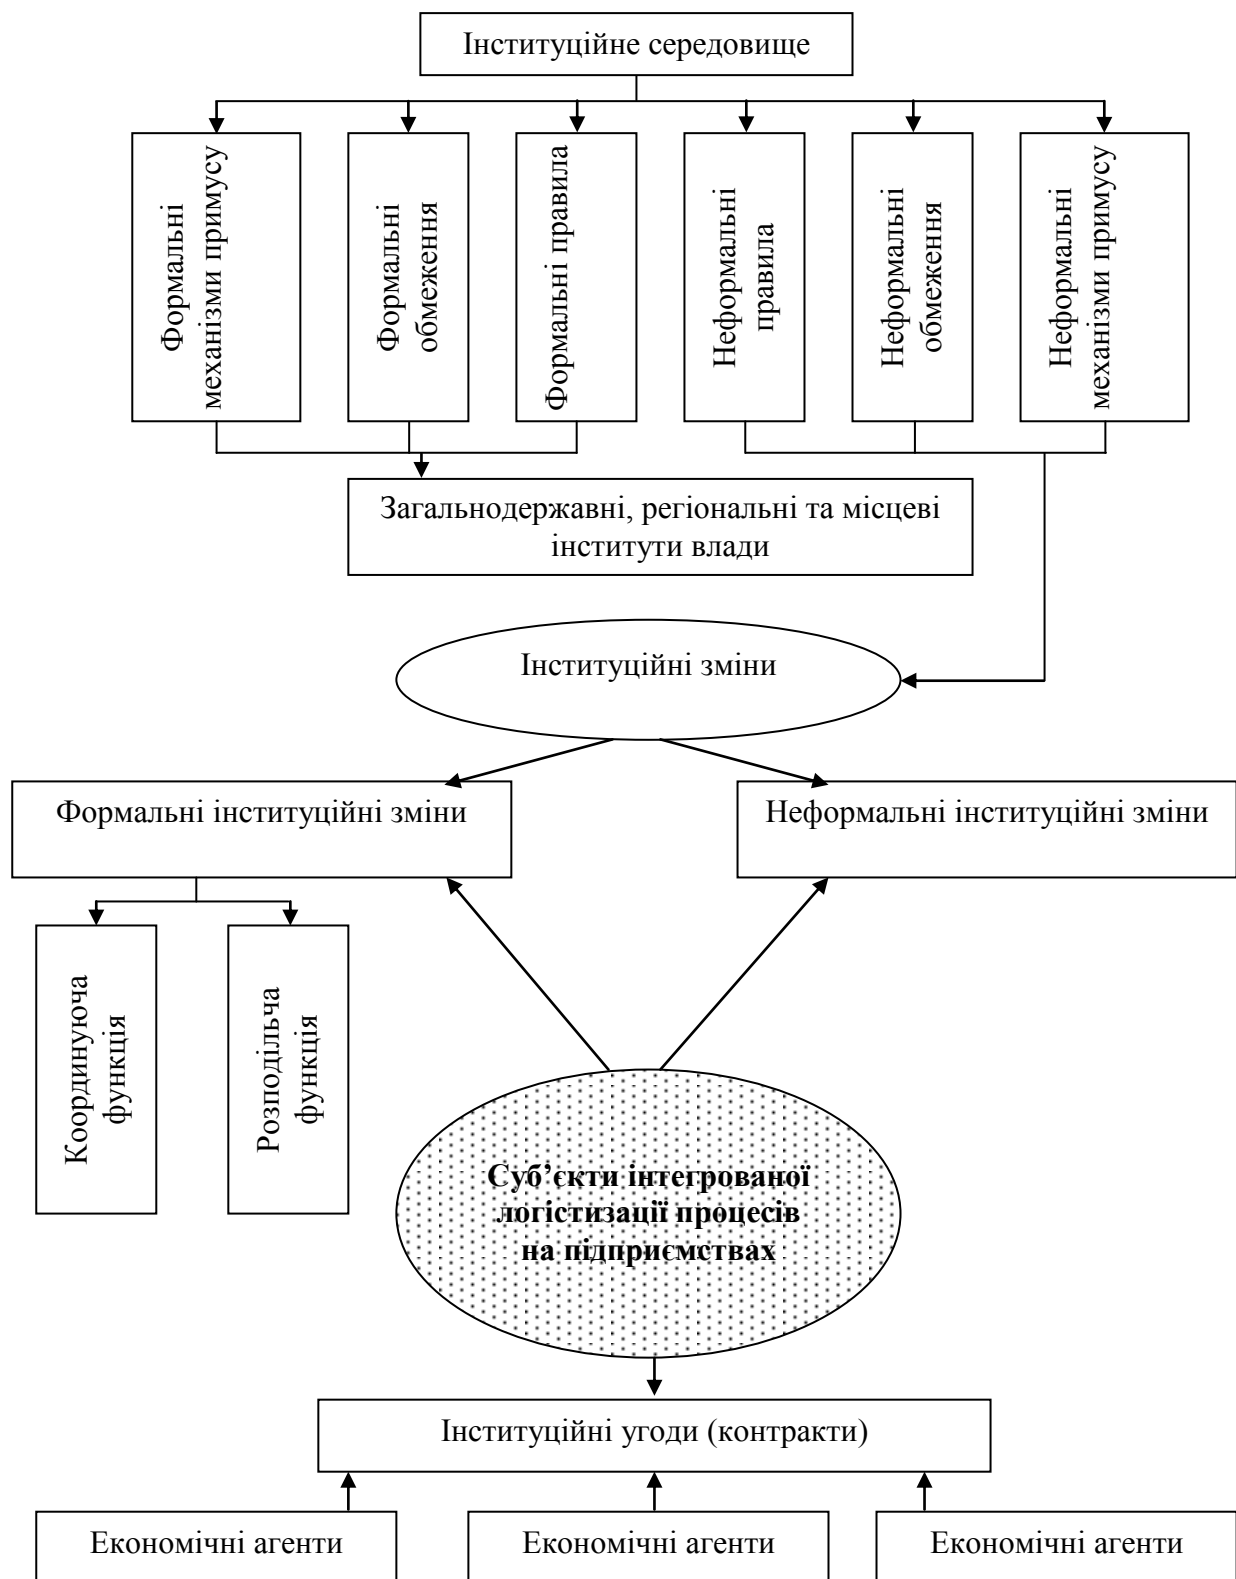 Інституційне середовище
Формальні
механізми примусу
Формальні
обмеження
Формальні правила
Неформальні
правила
Неформальні
обмеження
Неформальні
механізми примусу
Загальнодержавні, регіональні та місцеві
інститути влади
Інституційні зміни
Формальні інституційні зміни
Неформальні інституційні зміни
Координуюча
функція
Розподільча
функція
Суб’єкти інтегрованої
логістизації процесів
на підприємствах
Інституційні угоди (контракти)
Економічні агенти
Економічні агенти
Економічні агенти